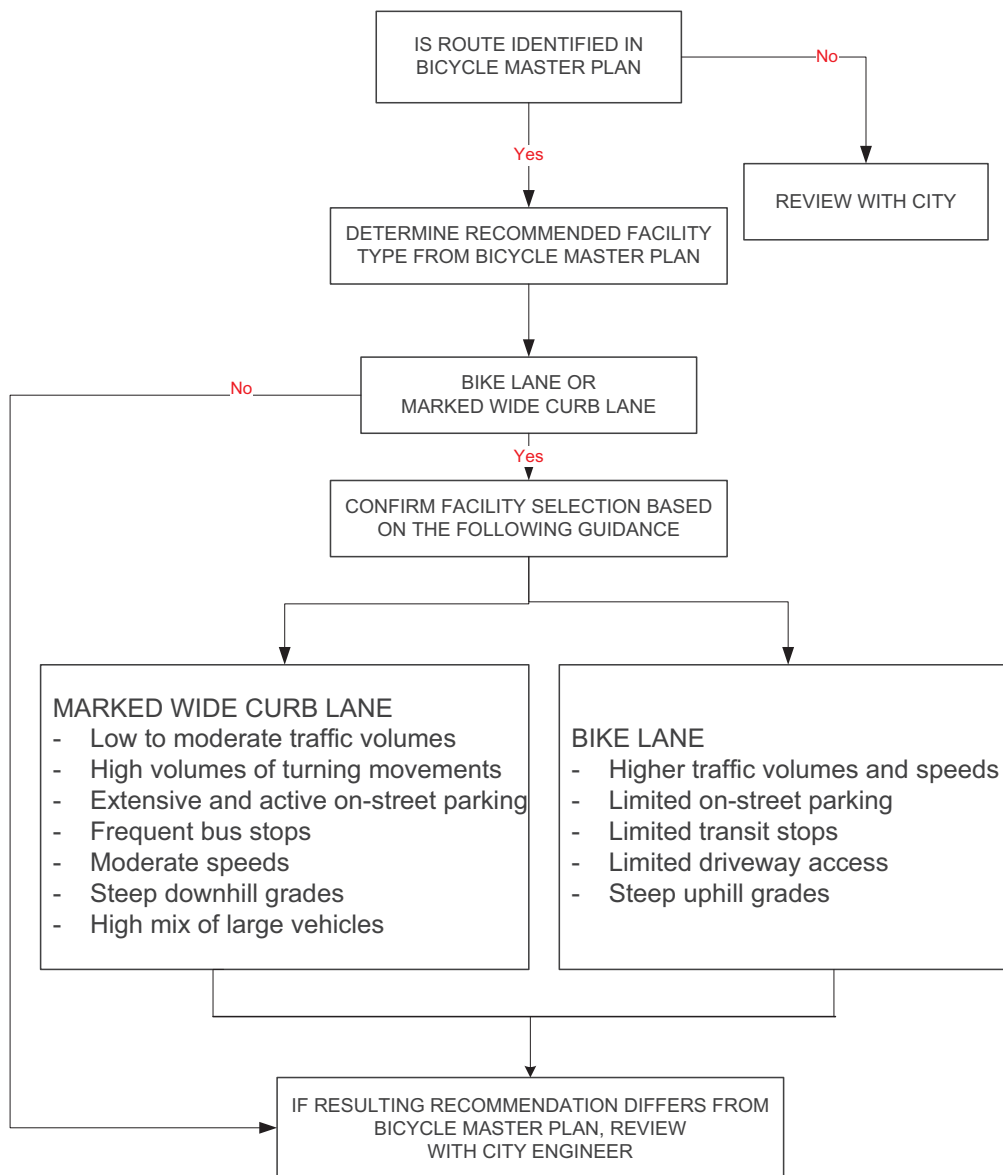 IS ROUTE IDENTIFIED IN
BICYCLE MASTER PLAN
No
Yes
REVIEW WITH CITY
DETERMINE RECOMMENDED FACILITY
TYPE FROM BICYCLE MASTER PLAN
BIKE LANE OR
MARKED WIDE CURB LANE
No
Yes
CONFIRM FACILITY SELECTION BASED
ON THE FOLLOWING GUIDANCE
MARKED WIDE CURB LANE
- Low to moderate traffic volumes
- High volumes of turning movements
- Extensive and active on-street parking
- Frequent bus stops
- Moderate speeds
- Steep downhill grades
- High mix of large vehicles
BIKE LANE
- Higher traffic volumes and speeds
- Limited on-street parking
- Limited transit stops
- Limited driveway access
- Steep uphill grades
IF RESULTING RECOMMENDATION DIFFERS FROM
BICYCLE MASTER PLAN, REVIEW
WITH CITY ENGINEER